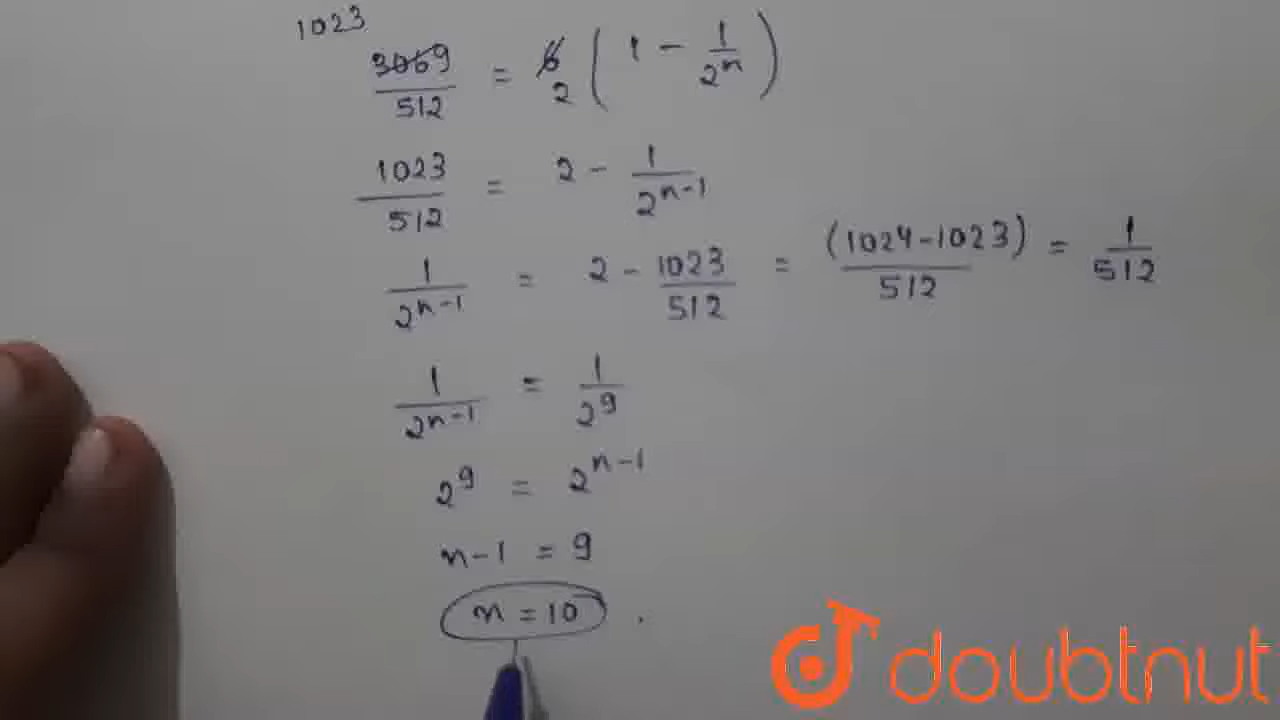 1023
3069/512 = 6 2 ( 1 - 1/2^n )
1023/512 = 2 - 1/2^(n-1)
1/2^(n-1) = 2 - 1023/512 = (1024-1023)/512 = 1/512
1/2^(n-1) = 1/2^9
2^9 = 2^(n-1)
n-1 = 9
n = 10 .
doubtnut